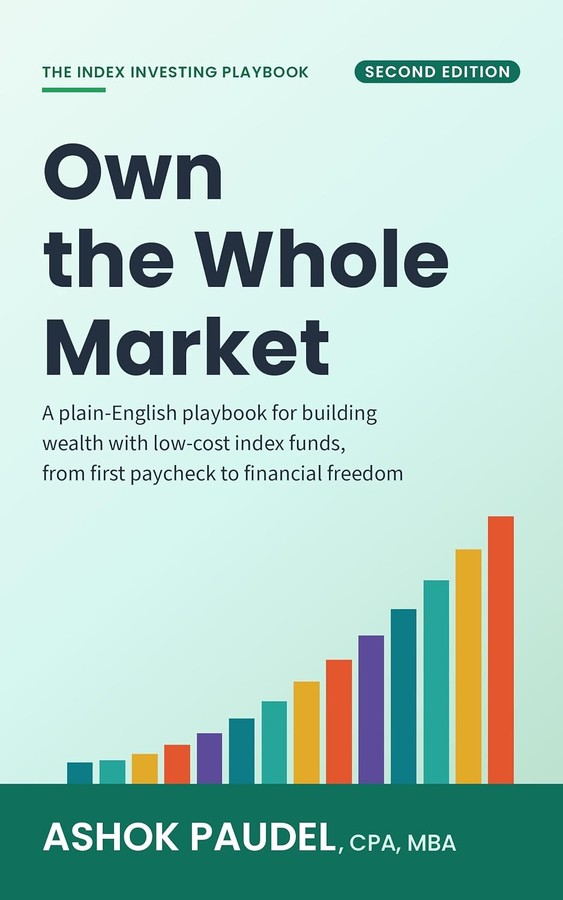 THE INDEX INVESTING PLAYBOOK
SECOND EDITION
Own
the Whole
Market
A plain-English playbook for building
wealth with low-cost index funds,
from first paycheck to financial freedom
ASHOK PAUDEL, CPA, MBA